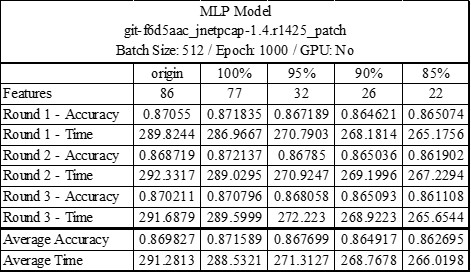 MLP Model
git-f6d5aac_jnetpcap-1.4.r1425_patch
Batch Size: 512 / Epoch: 1000 / GPU: No
origin 100% 95% 90% 85%
Features 86 77 32 26 22
Round 1 - Accuracy 0.87055 0.871835 0.867189 0.864621 0.865074
Round 1 - Time 289.8244 286.9667 270.7903 268.1814 265.1756
Round 2 - Accuracy 0.868719 0.872137 0.86785 0.865036 0.861902
Round 2 - Time 292.3317 289.0295 270.9247 269.1996 267.2294
Round 3 - Accuracy 0.870211 0.870796 0.868058 0.865093 0.861108
Round 3 - Time 291.6879 289.5999 272.223 268.9223 265.6544
Average Accuracy 0.869827 0.871589 0.867699 0.864917 0.862695
Average Time 291.2813 288.5321 271.3127 268.7678 266.0198